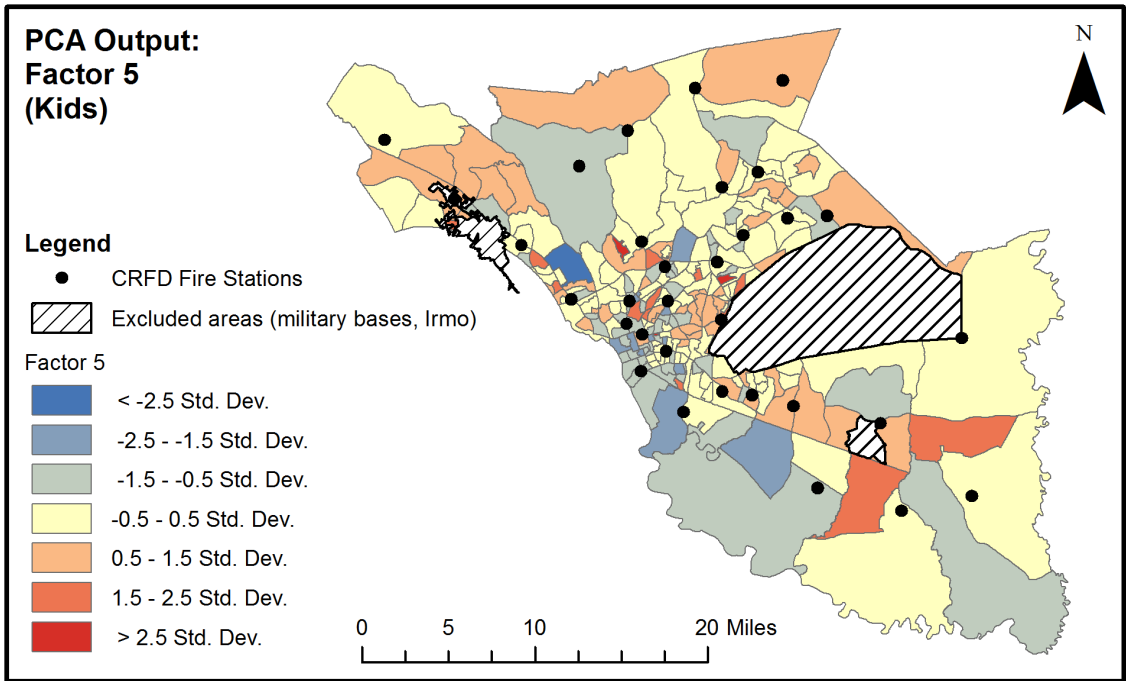 PCA Output:
Factor 5
(Kids)
N
Legend
CRFD Fire Stations
Excluded areas (military bases, Irmo)
Factor 5
< -2.5 Std. Dev.
-2.5 - -1.5 Std. Dev.
-1.5 - -0.5 Std. Dev.
-0.5 - 0.5 Std. Dev.
0.5 - 1.5 Std. Dev.
1.5 - 2.5 Std. Dev.
> 2.5 Std. Dev.
0 5 10 20 Miles